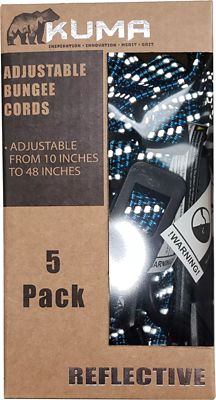 KUMA
INSPIRATION • INNOVATION • MERIT • GRIT
ADJUSTABLE
BUNGEE
CORDS
• ADJUSTABLE
FROM 10 INCHES
TO 48 INCHES
5
Pack
!WARNING!
!WARNING!
REFLECTIVE